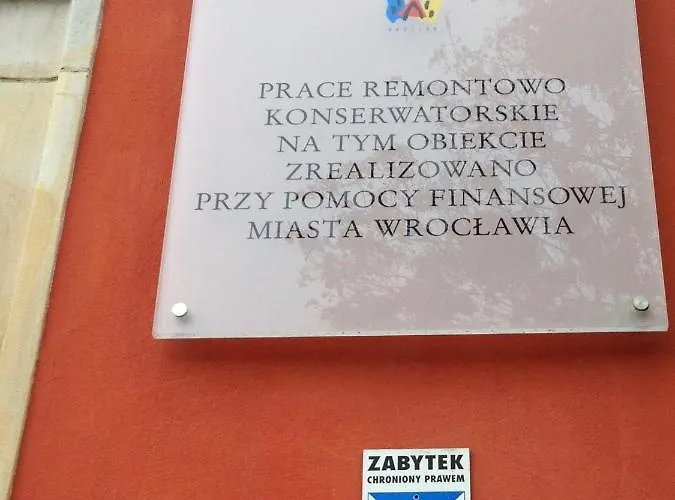 PRACE REMONTOWO
KONSERWATORSKIE
NA TYM OBIEKCIE
ZREALIZOWANO
PRZY POMOCY FINANSOWEJ
MIASTA WROCŁAWIA
ZABYTEK
CHRONIONY PRAWEM